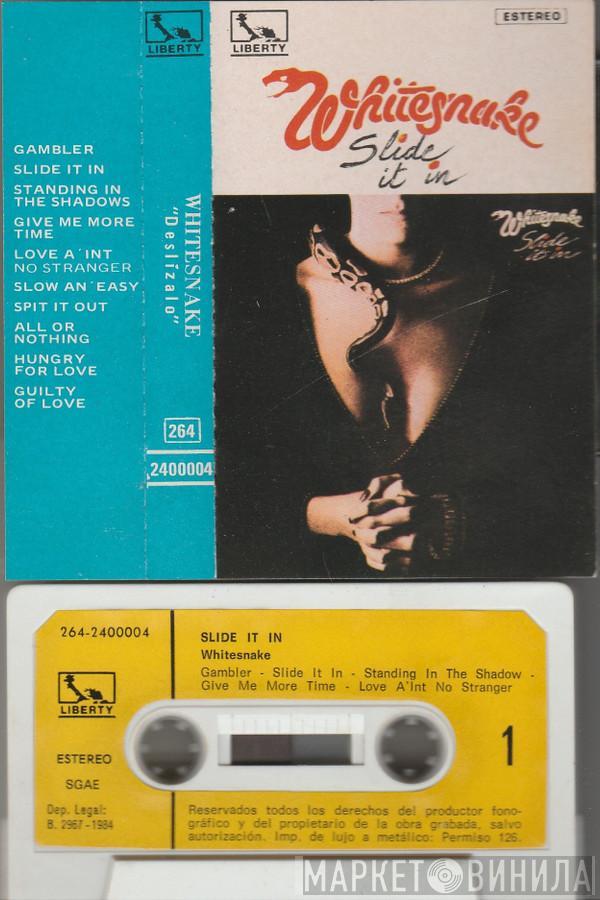 LIBERTY
LIBERTY
ESTEREO
Whitesnake
Slide
it in
GAMBLER
SLIDE IT IN
STANDING IN
THE SHADOWS
GIVE ME MORE
TIME
LOVE A´INT
NO STRANGER
SLOW AN´EASY
SPIT IT OUT
ALL OR
NOTHING
HUNGRY
FOR LOVE
GUILTY
OF LOVE
WHITESNAKE
"Deslízalo"
264
2400004
Whitesnake
Slide
it in
264-2400004
LIBERTY
ESTEREO
SGAE
Dep. Legal:
B. 2967-1984
SLIDE IT IN
Whitesnake
Gambler - Slide It In - Standing In The Shadow -
Give Me More Time - Love A'Int No Stranger
1
Reservados todos los derechos del productor fono-
gráfico y del propietario de la obra grabada, salvo
autorización. Imp. de lujo a metálico: Permiso 126.
МАРКЕТ ВИНИЛА